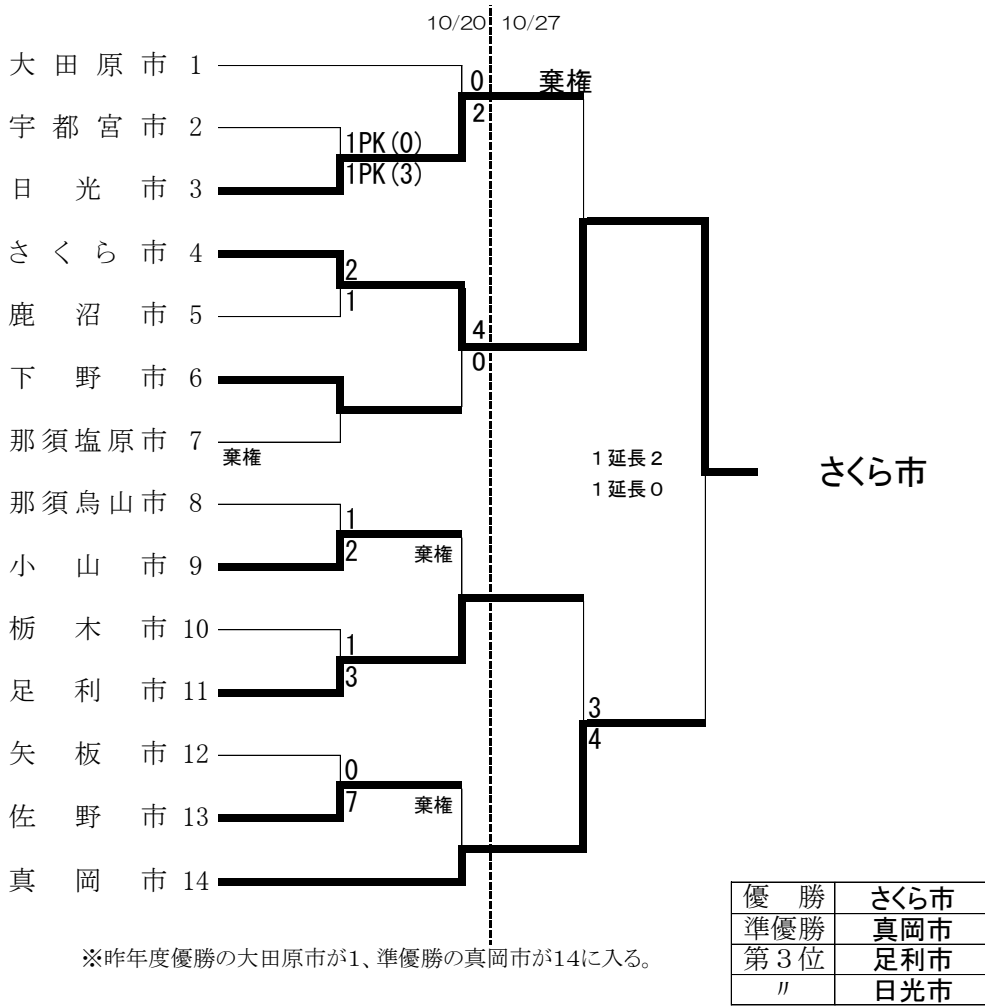 10/20 10/27
大田原市 1
0 棄権
2
宇都宮市 2
1PK(0)
1PK(3)
日光市 3
さくら市 4
2
1
鹿沼市 5
4
0
下野市 6
那須塩原市 7
棄権
1延長2
1延長0
さくら市
那須烏山市 8
1
2 棄権
小山市 9
栃木市 10
1
3
足利市 11
3
4
矢板市 12
0
7 棄権
佐野市 13
真岡市 14
優勝 さくら市
準優勝 真岡市
第3位 足利市
〃 日光市
※昨年度優勝の大田原市が1、準優勝の真岡市が14に入る。